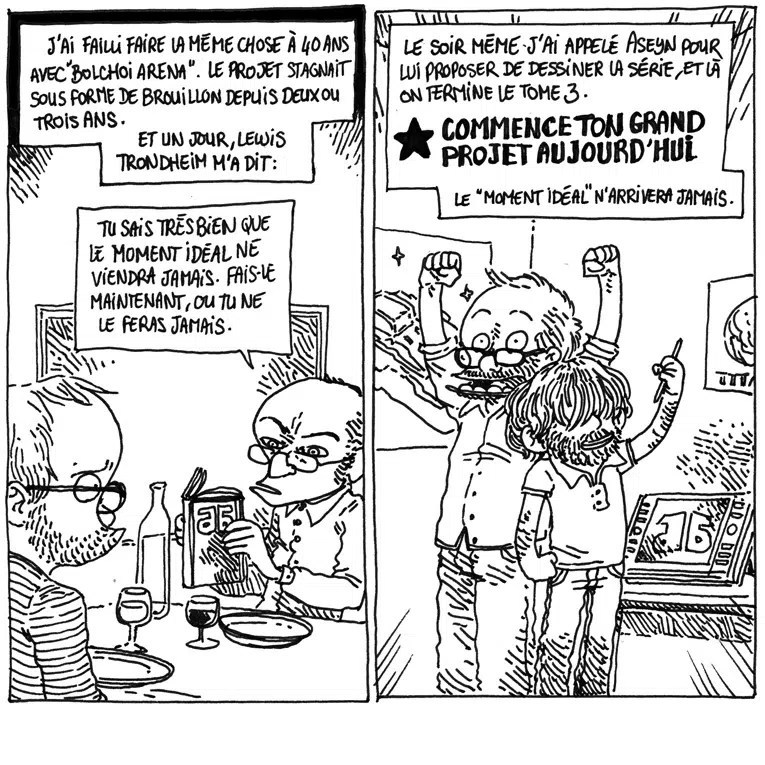 J'AI FAILLI FAIRE LA MÊME CHOSE À 40 ANS
AVEC "BOLCHOI ARENA". LE PROJET STAGNAIT
SOUS FORME DE BROUILLON DEPUIS DEUX OU
TROIS ANS.
ET UN JOUR, LEWIS
TRONDHEIM M'A DIT :
TU SAIS TRÈS BIEN QUE
LE MOMENT IDÉAL NE
VIENDRA JAMAIS. FAIS-LE
MAINTENANT, OU TU NE
LE FERAS JAMAIS.
LE SOIR MÊME J'AI APPELÉ ASEYN POUR
LUI PROPOSER DE DESSINER LA SÉRIE, ET LÀ
ON TERMINE LE TOME 3.
★ COMMENCE TON GRAND
PROJET AUJOURD'HUI
LE "MOMENT IDÉAL" N'ARRIVERA JAMAIS.